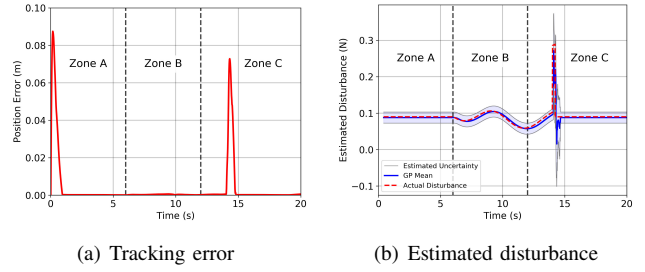 0.10
0.08
0.06
0.04
0.02
0.00
Position Error (m)
Zone A
Zone B
Zone C
0
5
10
15
20
Time (s)
(a) Tracking error
0.3
0.2
0.1
0.0
−0.1
Estimated Disturbance (N)
Zone A
Zone B
Zone C
Estimated Uncertainty
GP Mean
Actual Disturbance
0
5
10
15
20
Time (s)
(b) Estimated disturbance